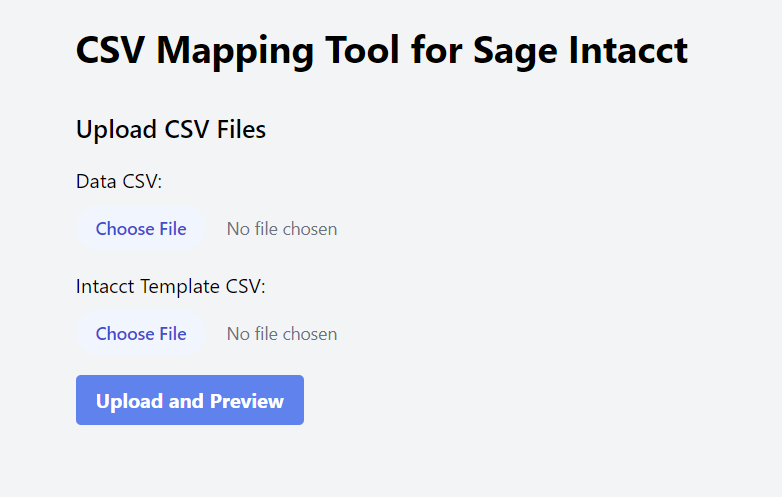 CSV Mapping Tool for Sage Intacct
Upload CSV Files
Data CSV:
Choose File No file chosen
Intacct Template CSV:
Choose File No file chosen
Upload and Preview